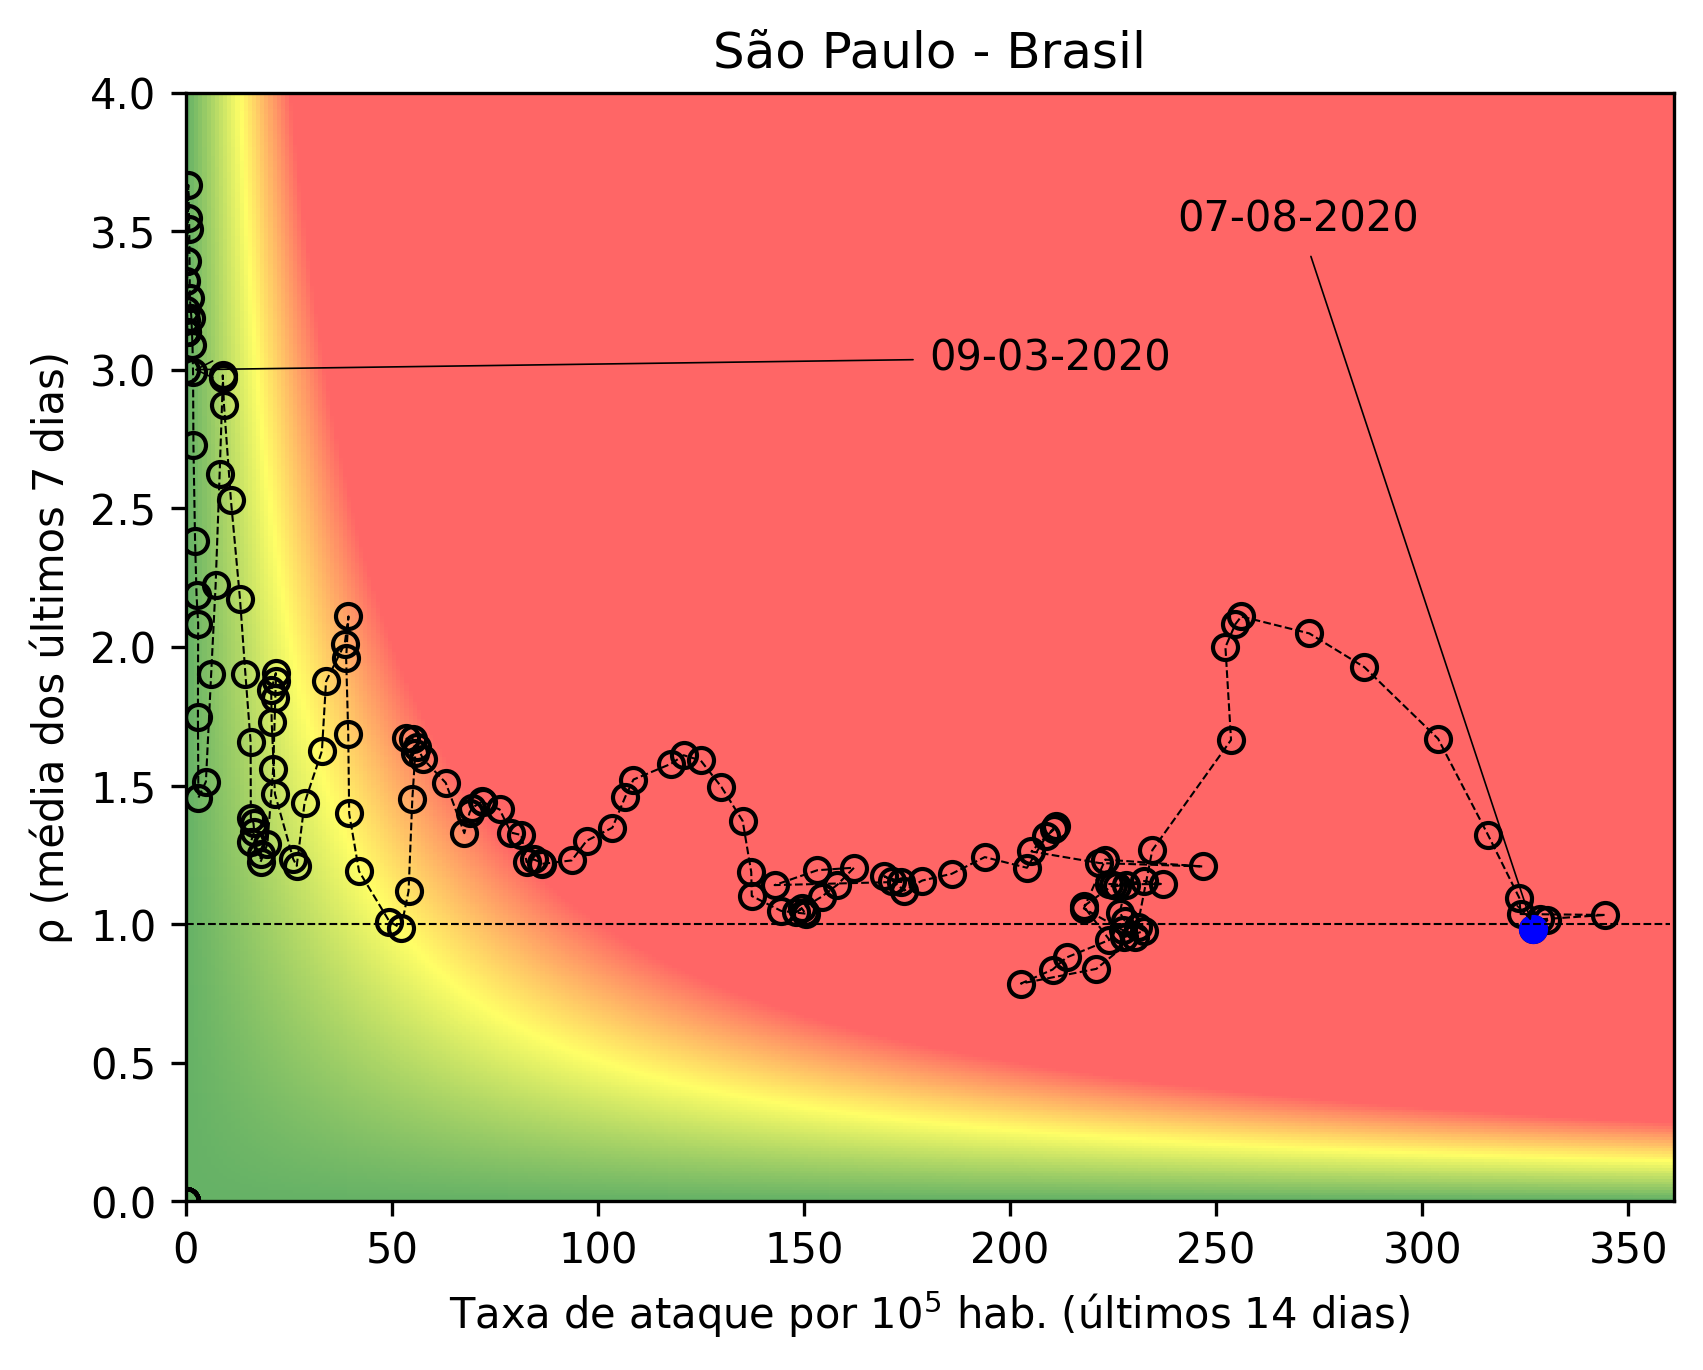 São Paulo - Brasil
4.0
3.5
3.0
2.5
2.0
1.5
1.0
0.5
0.0
ρ (média dos últimos 7 dias)
07-08-2020
09-03-2020
0 50 100 150 200 250 300 350
Taxa de ataque por 10⁵ hab. (últimos 14 dias)